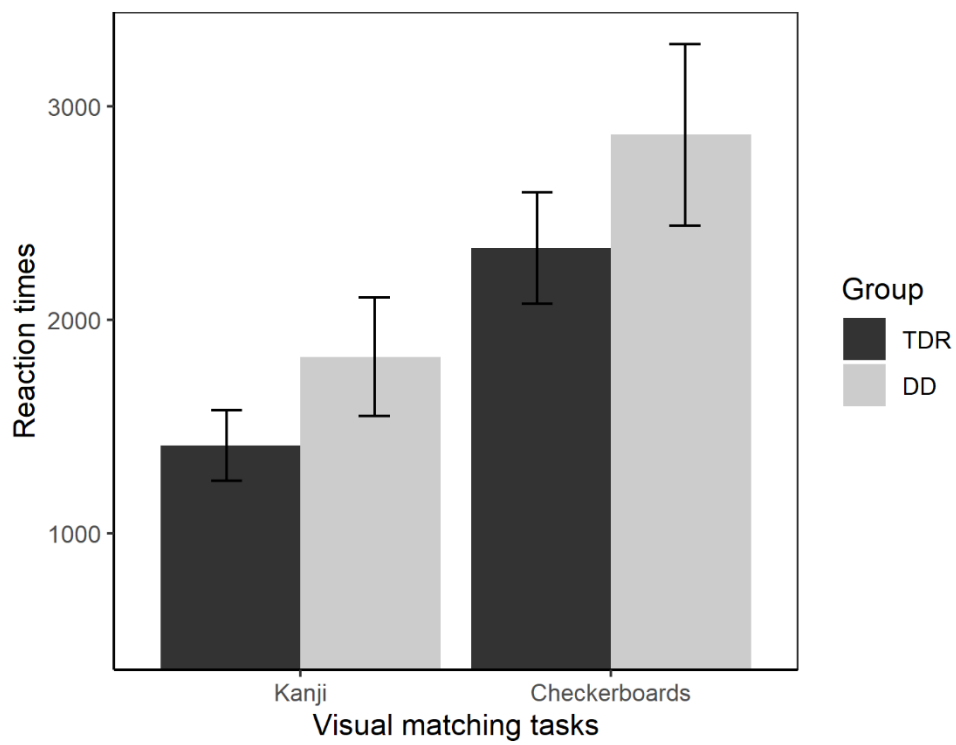 Reaction times
3000
2000
1000
Kanji
Checkerboards
Visual matching tasks
Group
TDR
DD